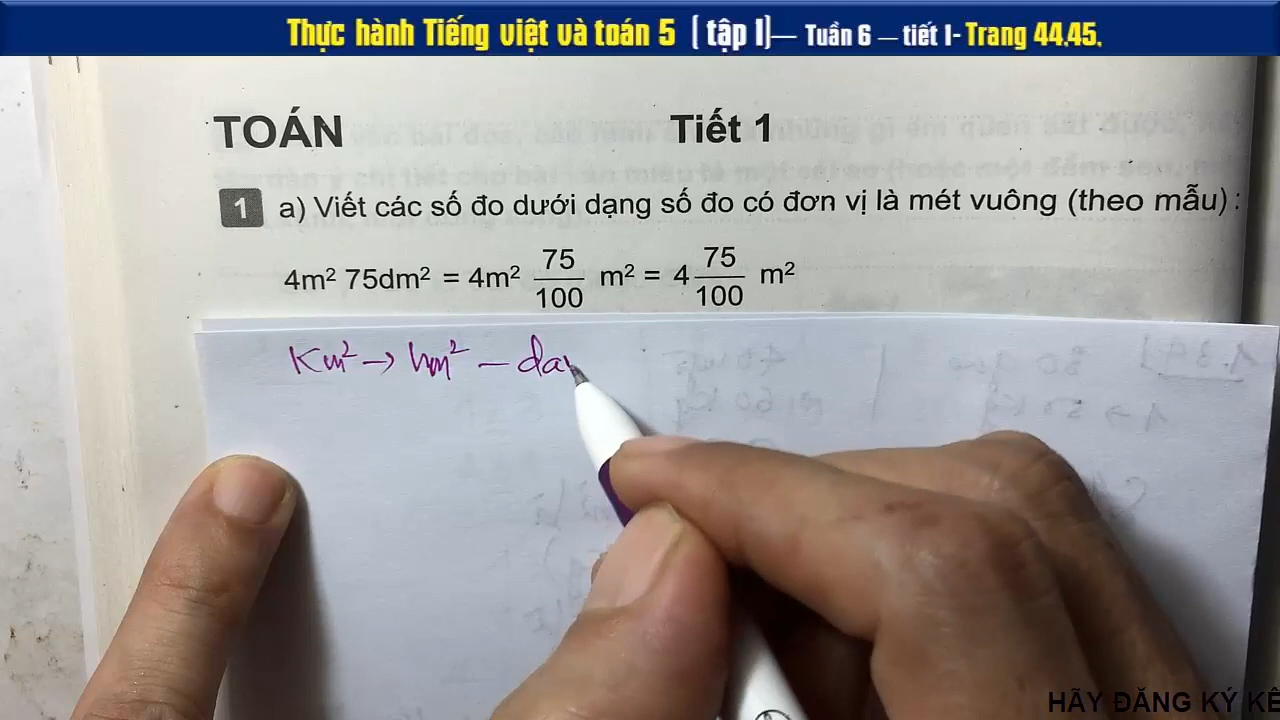 Thực hành Tiếng việt và toán 5 ( tập 1)— Tuần 6 – tiết 1- Trang 44,45.
TOÁN Tiết 1
1 a) Viết các số đo dưới dạng số đo có đơn vị là mét vuông (theo mẫu) :
4m² 75dm² = 4m² 75/100 m² = 4 75/100 m²
Km² → hm² – da
HÃY ĐĂNG KÝ KÊ